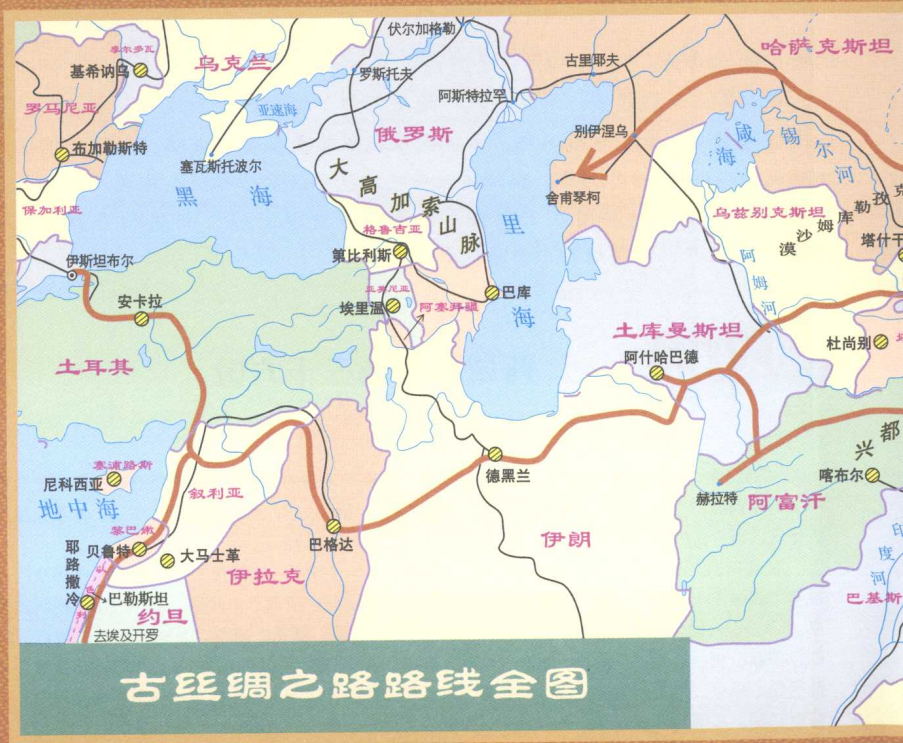 伏尔加格勒
摩尔多瓦
基希讷乌
乌克兰
哈萨克斯坦
古里耶夫
罗斯托夫
阿斯特拉罕
罗马尼亚
亚速海
俄罗斯
别伊涅乌
咸海
锡尔河
布加勒斯特
塞瓦斯托波尔
大高加索山脉
舍甫琴柯
黑海
里海
保加利亚
格鲁吉亚
乌兹别克斯坦
克孜勒库姆沙漠
塔什干
第比利斯
伊斯坦布尔
阿姆河
亚美尼亚
埃里温
阿塞拜疆
巴库
安卡拉
土库曼斯坦
杜尚别
阿什哈巴德
土耳其
兴都
塞浦路斯
尼科西亚
地中海
叙利亚
德黑兰
赫拉特
阿富汗
喀布尔
黎巴嫩
贝鲁特
大马士革
巴格达
伊朗
印度河
耶路撒冷
巴勒斯坦
伊拉克
巴基斯
约旦
去埃及开罗
古丝绸之路路线全图